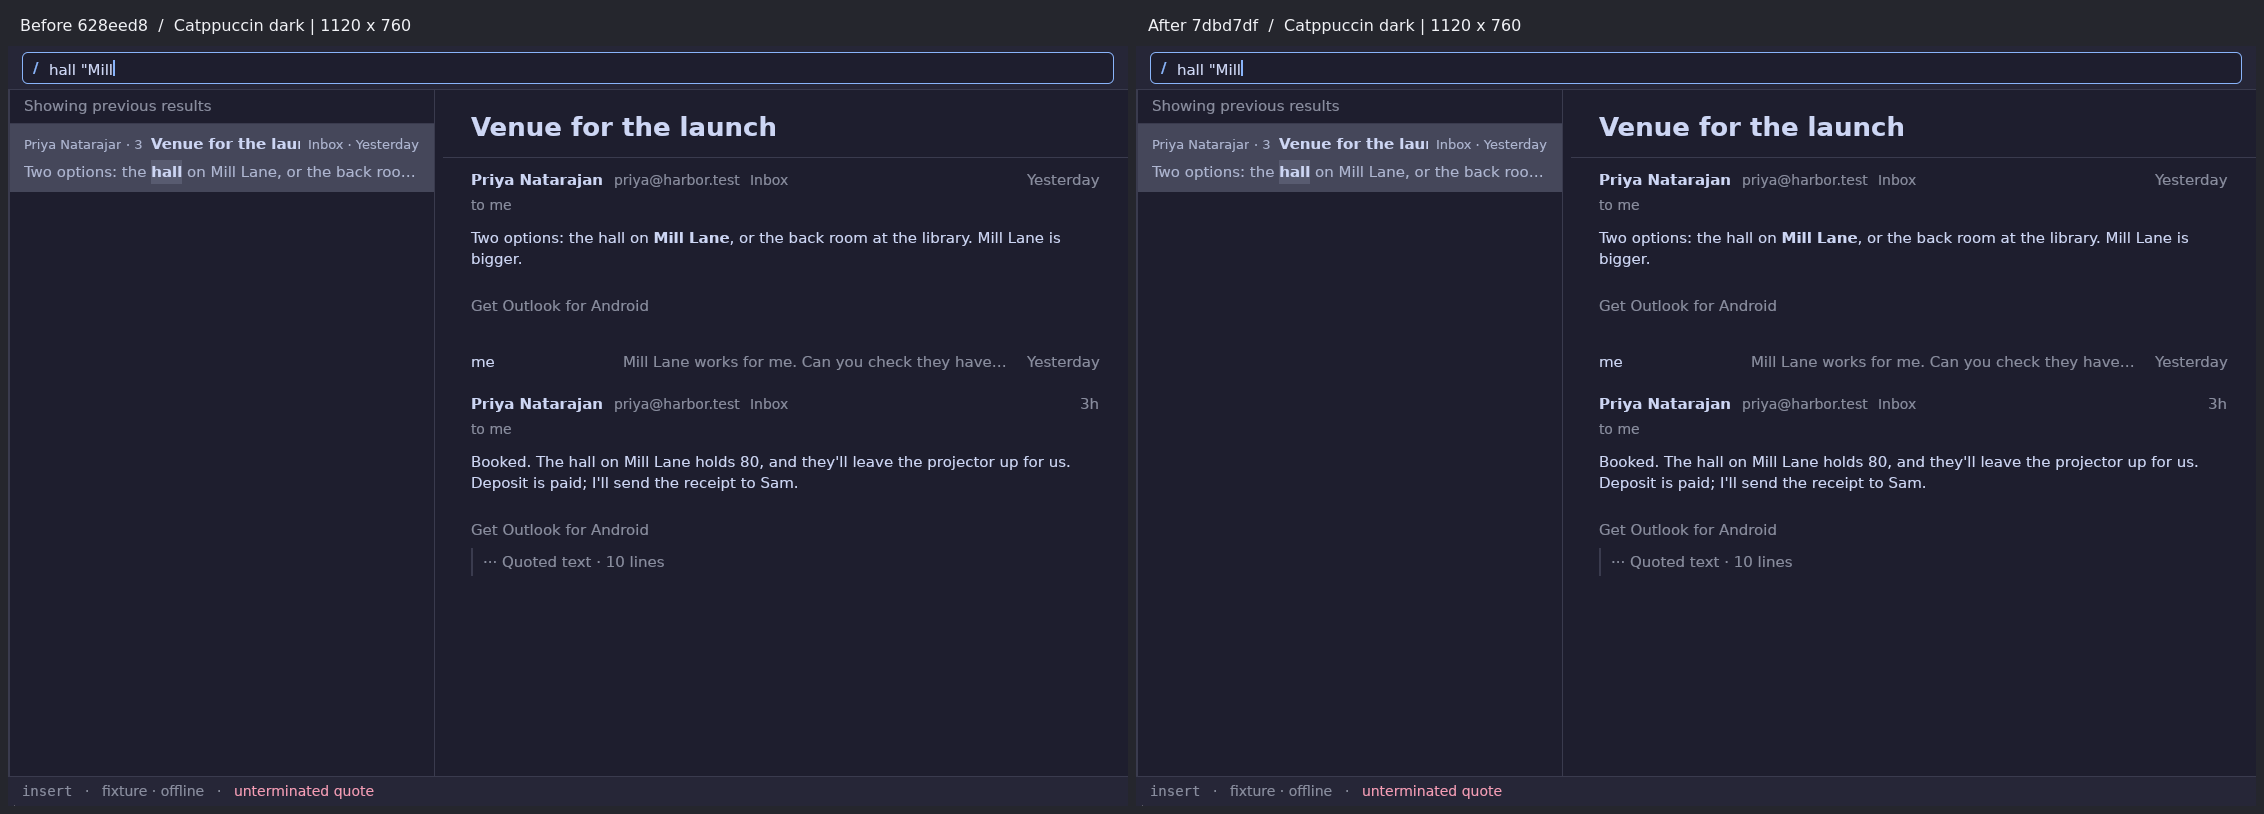 Before 628eed8 / Catppuccin dark | 1120 x 760
/ hall "Mill
Showing previous results
Priya Natarajar · 3 Venue for the lau Inbox · Yesterday
Two options: the hall on Mill Lane, or the back roo…
Venue for the launch
Priya Natarajan priya@harbor.test Inbox Yesterday
to me
Two options: the hall on Mill Lane, or the back room at the library. Mill Lane is
bigger.
Get Outlook for Android
me Mill Lane works for me. Can you check they have… Yesterday
Priya Natarajan priya@harbor.test Inbox 3h
to me
Booked. The hall on Mill Lane holds 80, and they'll leave the projector up for us.
Deposit is paid; I'll send the receipt to Sam.
Get Outlook for Android
··· Quoted text · 10 lines
insert · fixture · offline · unterminated quote
After 7dbd7df / Catppuccin dark | 1120 x 760
/ hall "Mill
Showing previous results
Priya Natarajar · 3 Venue for the lau Inbox · Yesterday
Two options: the hall on Mill Lane, or the back roo…
Venue for the launch
Priya Natarajan priya@harbor.test Inbox Yesterday
to me
Two options: the hall on Mill Lane, or the back room at the library. Mill Lane is
bigger.
Get Outlook for Android
me Mill Lane works for me. Can you check they have… Yesterday
Priya Natarajan priya@harbor.test Inbox 3h
to me
Booked. The hall on Mill Lane holds 80, and they'll leave the projector up for us.
Deposit is paid; I'll send the receipt to Sam.
Get Outlook for Android
··· Quoted text · 10 lines
insert · fixture · offline · unterminated quote